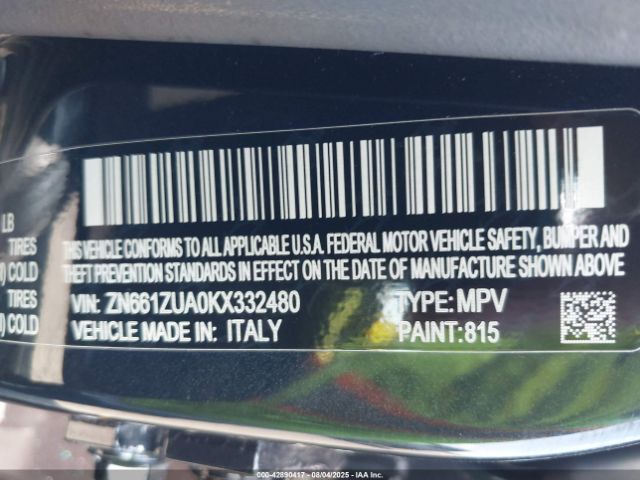 LB
TIRES
) COLD
TIRES
) COLD
THIS VEHICLE CONFORMS TO ALL APPLICABLE U.S.A. FEDERAL MOTOR VEHICLE SAFETY, BUMPER AND
THEFT PREVENTION STANDARDS IN EFFECT ON THE DATE OF MANUFACTURE SHOWN ABOVE
VIN: ZN661ZUA0KX332480 TYPE: MPV
VEHICLE MADE IN: ITALY PAINT:815
000-42890417 - 08/04/2025 - IAAI.COM